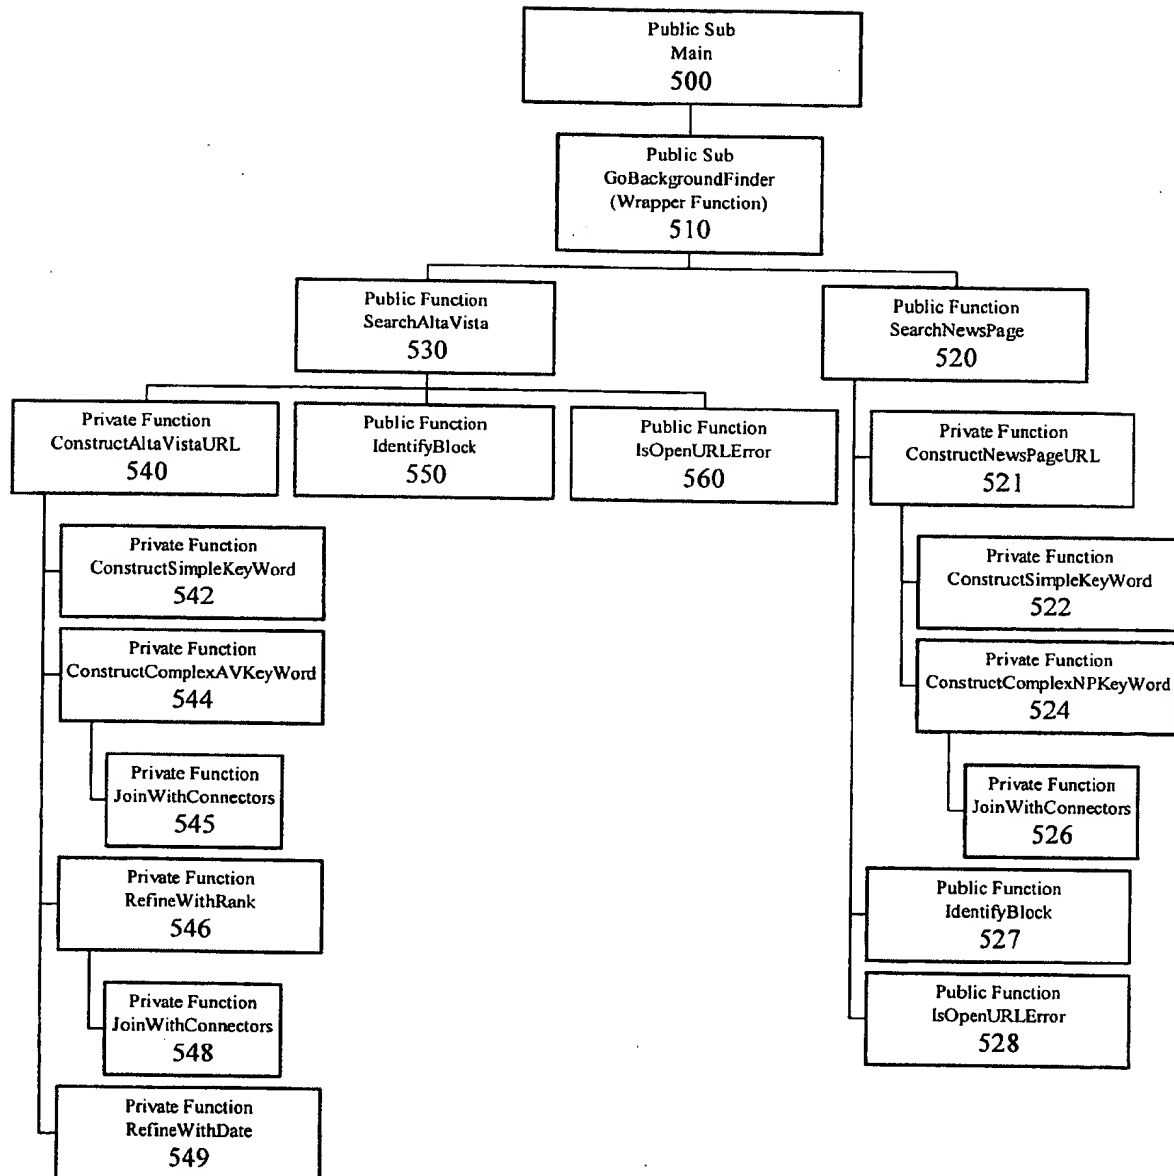 Public Sub
Main
500
Public Sub
GoBackgroundFinder
(Wrapper Function)
510
Public Function
SearchAltaVista
530
Public Function
SearchNewsPage
520
Private Function
ConstructAltaVistaURL
540
Public Function
IdentifyBlock
550
Public Function
IsOpenURLError
560
Private Function
ConstructNewsPageURL
521
Private Function
ConstructSimpleKeyWord
542
Private Function
ConstructSimpleKeyWord
522
Private Function
ConstructComplexAVKeyWord
544
Private Function
ConstructComplexNPKeyWord
524
Private Function
JoinWithConnectors
545
Private Function
JoinWithConnectors
526
Private Function
RefineWithRank
546
Public Function
IdentifyBlock
527
Private Function
JoinWithConnectors
548
Public Function
IsOpenURLError
528
Private Function
RefineWithDate
549